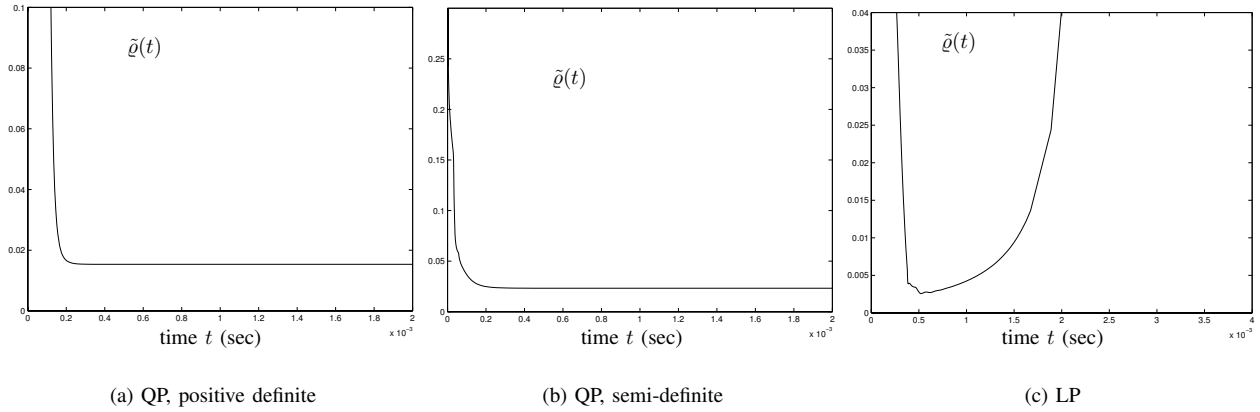 0.1
0.08
0.06
0.04
0.02
0
0 0.2 0.4 0.6 0.8 1 1.2 1.4 1.6 1.8 2
x 10⁻³
ϱ̃(t)
time t (sec)
(a) QP, positive definite
0.25
0.2
0.15
0.1
0.05
0
0 0.2 0.4 0.6 0.8 1 1.2 1.4 1.6 1.8 2
x 10⁻³
ϱ̃(t)
time t (sec)
(b) QP, semi-definite
0.04
0.035
0.03
0.025
0.02
0.015
0.01
0.005
0
0 0.5 1 1.5 2 2.5 3 3.5 4
x 10⁻³
ϱ̃(t)
time t (sec)
(c) LP